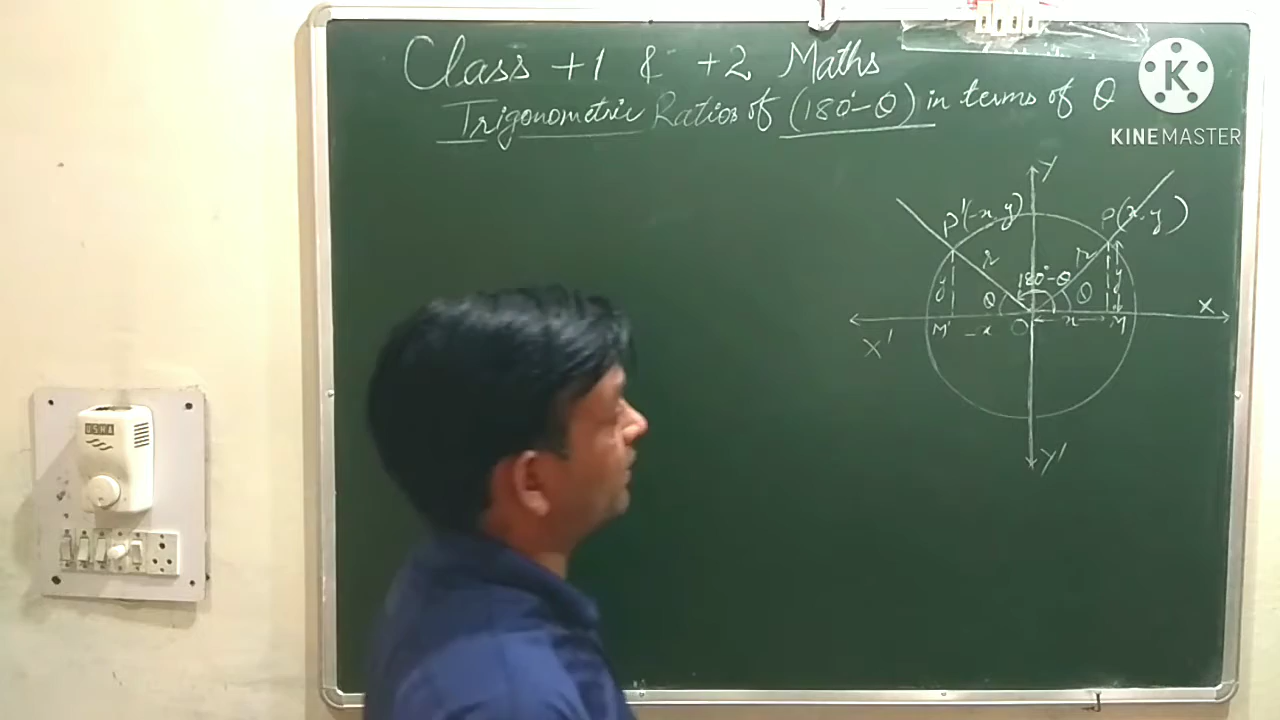 Class +1 & +2 Maths
Trigonometric Ratios of (180°-θ) in terms of θ
K
KINEMASTER
Y
P'(-x, y)
P(x, y)
r
r
180°-θ
y
θ
θ
y
X
M'
-x
O
x
M
X'
Y'
USHA